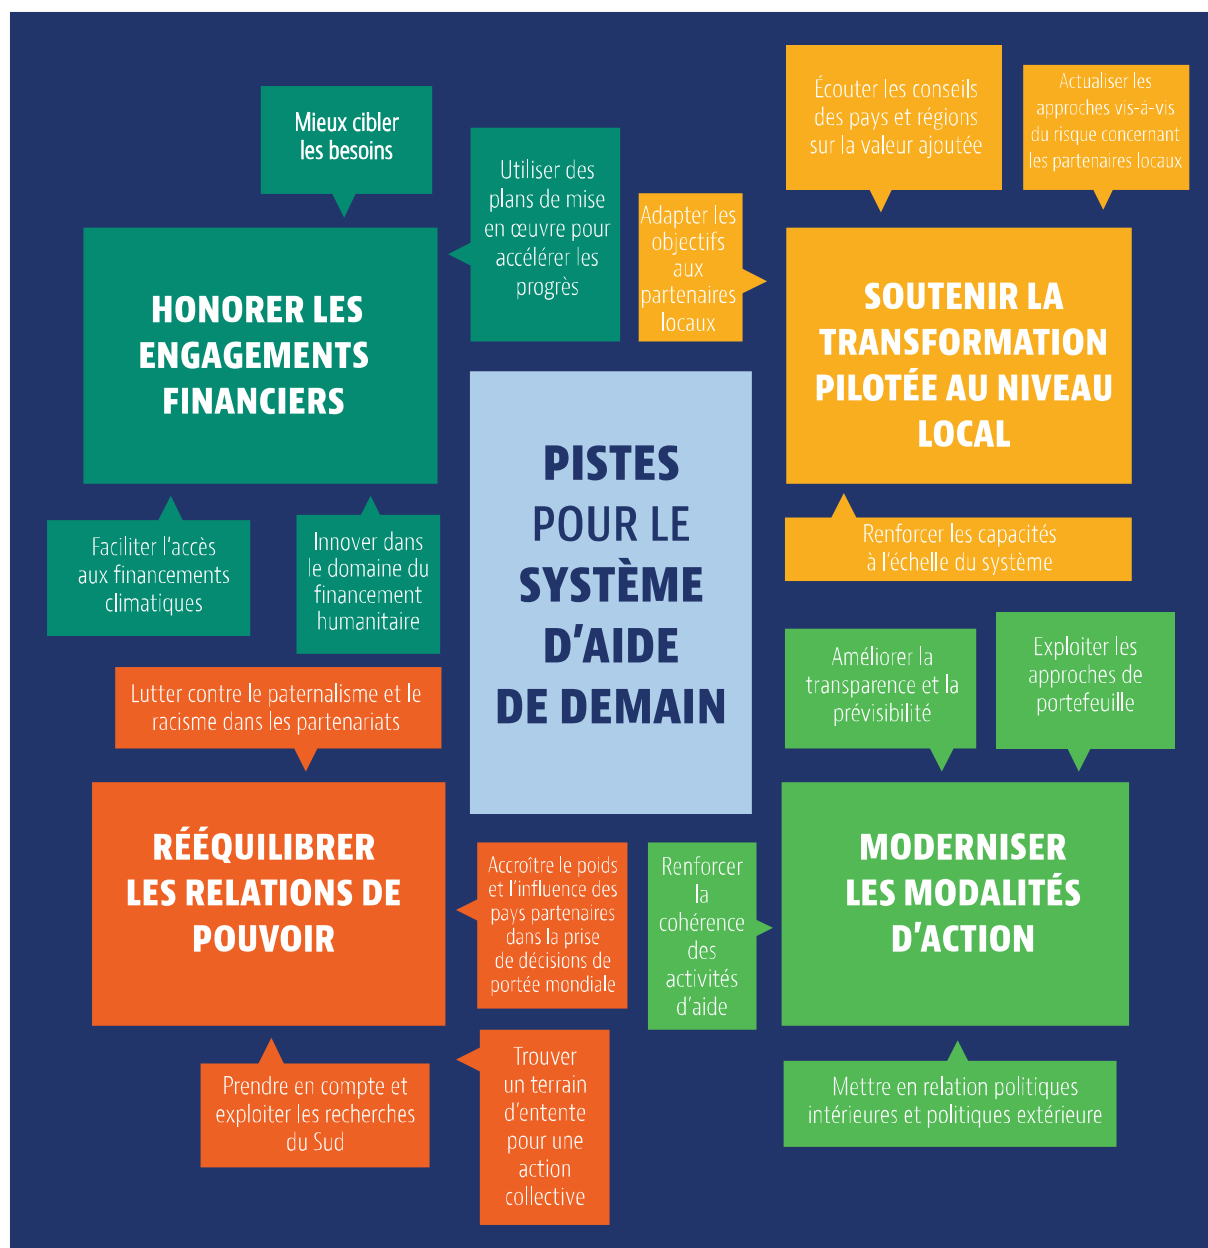 Mieux cibler
les besoins
Utiliser des
plans de mise
en œuvre pour
accélérer les
progrès
HONORER LES
ENGAGEMENTS
FINANCIERS
Faciliter l'accès
aux financements
climatiques
Innover dans
le domaine du
financement
humanitaire
Écouter les conseils
des pays et régions
sur la valeur ajoutée
Actualiser les
approches vis-à-vis
du risque concernant
les partenaires locaux
Adapter les
objectifs
aux
partenaires
locaux
SOUTENIR LA
TRANSFORMATION
PILOTÉE AU NIVEAU
LOCAL
Renforcer les capacités
à l'échelle du système
PISTES
POUR LE
SYSTÈME
D'AIDE
DE DEMAIN
Lutter contre le paternalisme et le
racisme dans les partenariats
RÉÉQUILIBRER
LES RELATIONS DE
POUVOIR
Accroître le poids
et l'influence des
pays partenaires
dans la prise
de décisions de
portée mondiale
Prendre en compte et
exploiter les recherches
du Sud
Trouver
un terrain
d'entente
pour une
action
collective
Améliorer la
transparence et la
prévisibilité
Exploiter les
approches de
portefeuille
Renforcer
la
cohérence
des
activités
d'aide
MODERNISER
LES MODALITÉS
D'ACTION
Mettre en relation politiques
intérieures et politiques extérieure